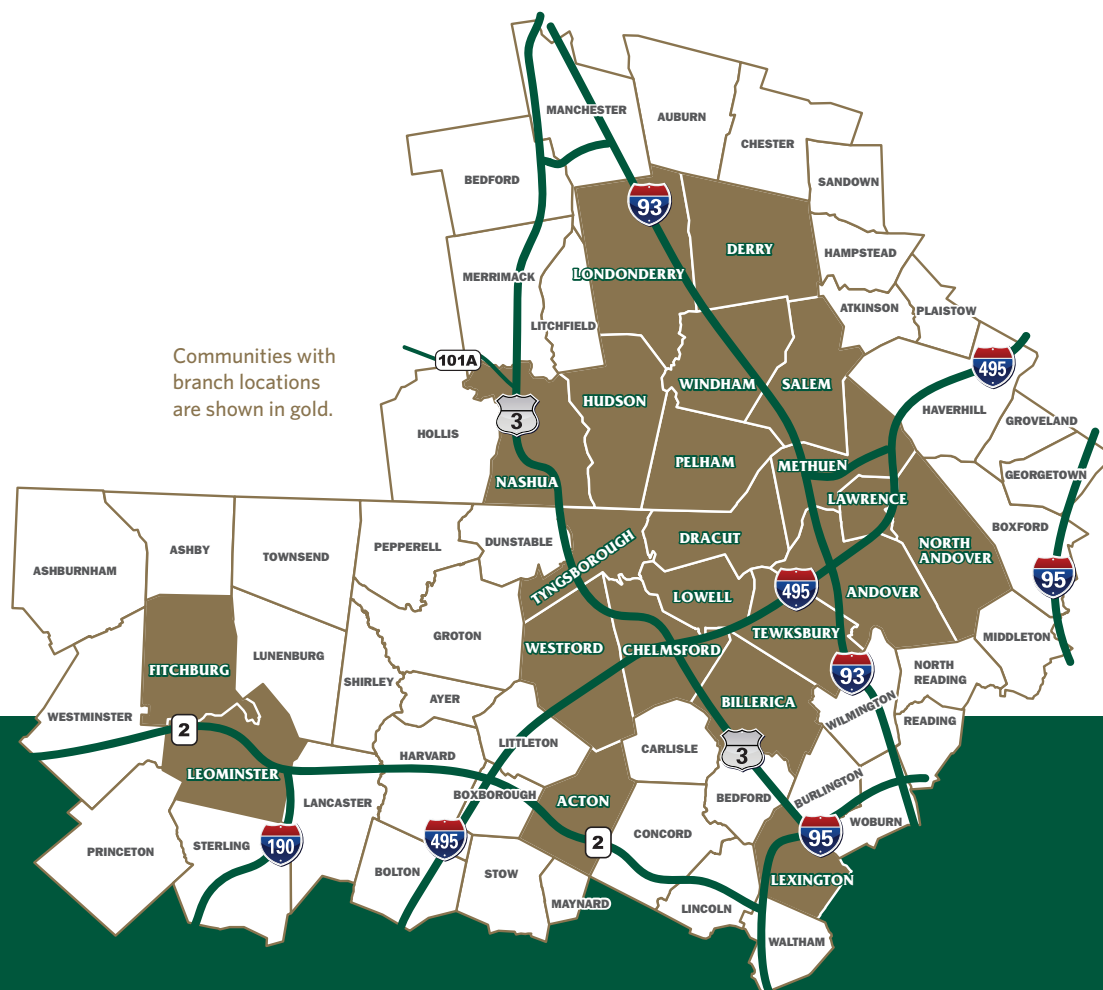 MANCHESTER
AUBURN
CHESTER
BEDFORD
SANDOWN
93
DERRY
HAMPSTEAD
LONDONDERRY
MERRIMACK
ATKINSON
PLAISTOW
LITCHFIELD
Communities with
branch locations
are shown in gold.
101A
495
WINDHAM
SALEM
HUDSON
HAVERHILL
3
GROVELAND
HOLLIS
PELHAM
METHUEN
GEORGETOWN
NASHUA
LAWRENCE
BOXFORD
DUNSTABLE
DRACUT
NORTH
ANDOVER
ASHBY
TOWNSEND
PEPPERELL
ASHBURNHAM
TYNGSBOROUGH
95
495
ANDOVER
LOWELL
TEWKSBURY
GROTON
MIDDLETON
WESTFORD
CHELMSFORD
LUNENBURG
FITCHBURG
NORTH
READING
93
SHIRLEY
AYER
BILLERICA
WILMINGTON
WESTMINSTER
READING
2
LITTLETON
CARLISLE
3
HARVARD
LEOMINSTER
BURLINGTON
BOXBOROUGH
BEDFORD
LANCASTER
ACTON
WOBURN
CONCORD
95
190
495
2
STERLING
PRINCETON
BOLTON
STOW
LEXINGTON
MAYNARD
LINCOLN
WALTHAM